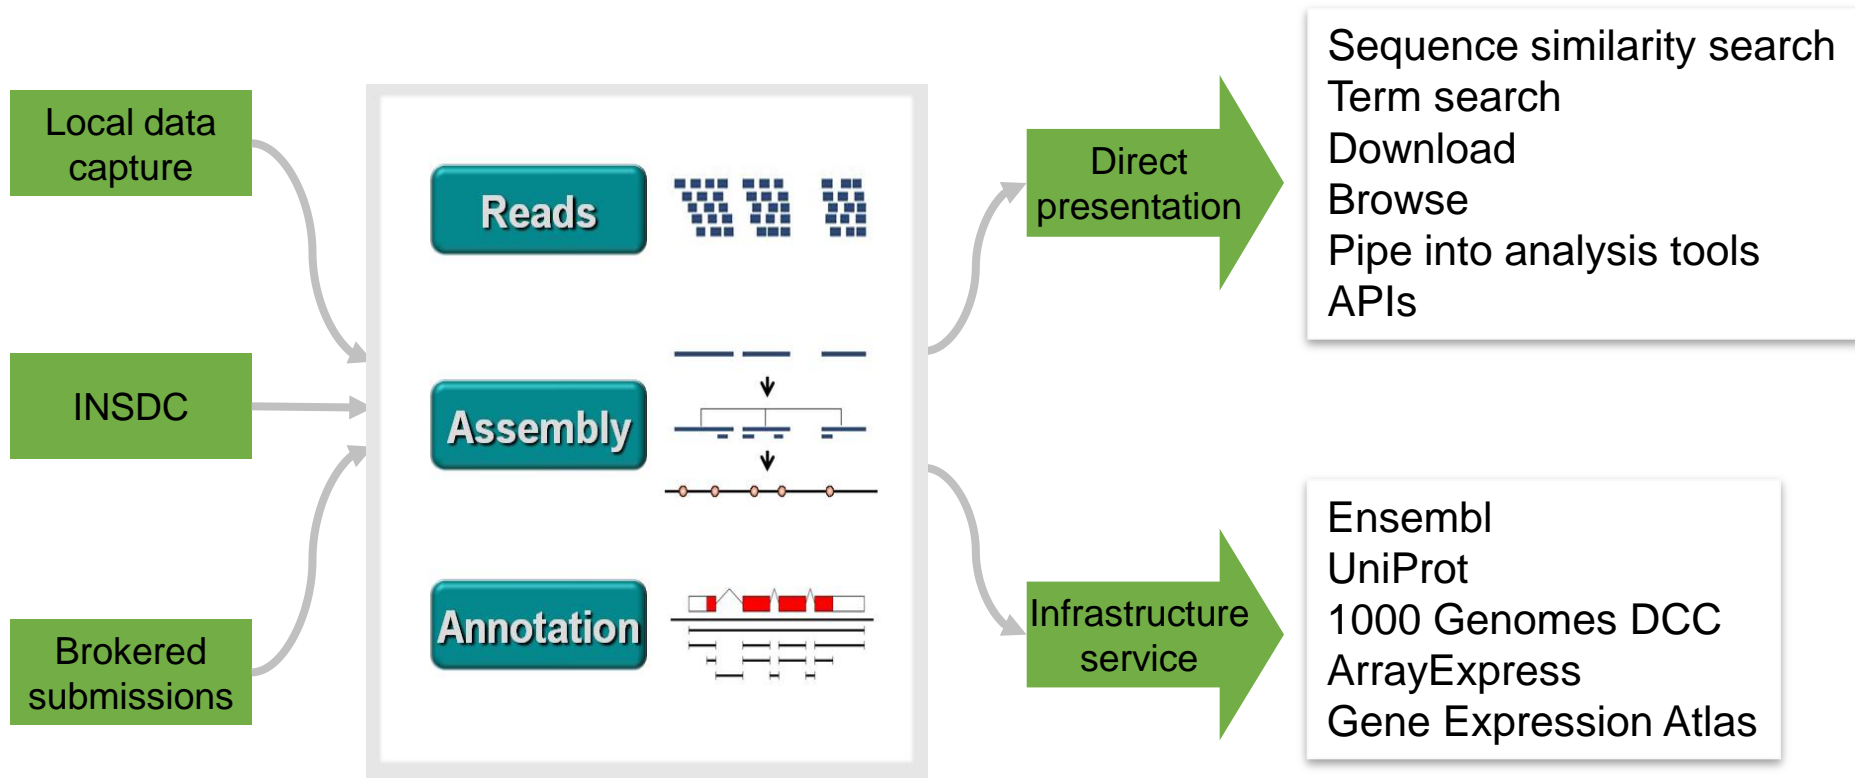 Local data
capture
INSDC
Brokered
submissions
Reads
Assembly
Annotation
Direct
presentation
Infrastructure
service
Sequence similarity search
Term search
Download
Browse
Pipe into analysis tools
APIs
Ensembl
UniProt
1000 Genomes DCC
ArrayExpress
Gene Expression Atlas